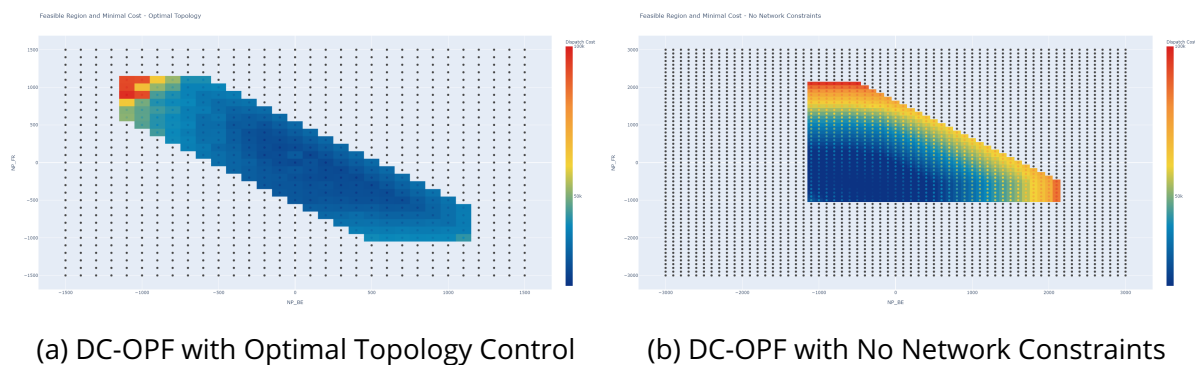 Feasible Region and Minimal Cost - Optimal Topology
Dispatch Cost
100k
50k
1500
1000
500
0
−500
−1000
−1500
NP_FR
−1500
−1000
−500
0
500
1000
1500
NP_BE
(a) DC-OPF with Optimal Topology Control
Feasible Region and Minimal Cost - No Network Constraints
Dispatch Cost
100k
50k
3000
2000
1000
0
−1000
−2000
−3000
NP_FR
−3000
−2000
−1000
0
1000
2000
3000
NP_BE
(b) DC-OPF with No Network Constraints